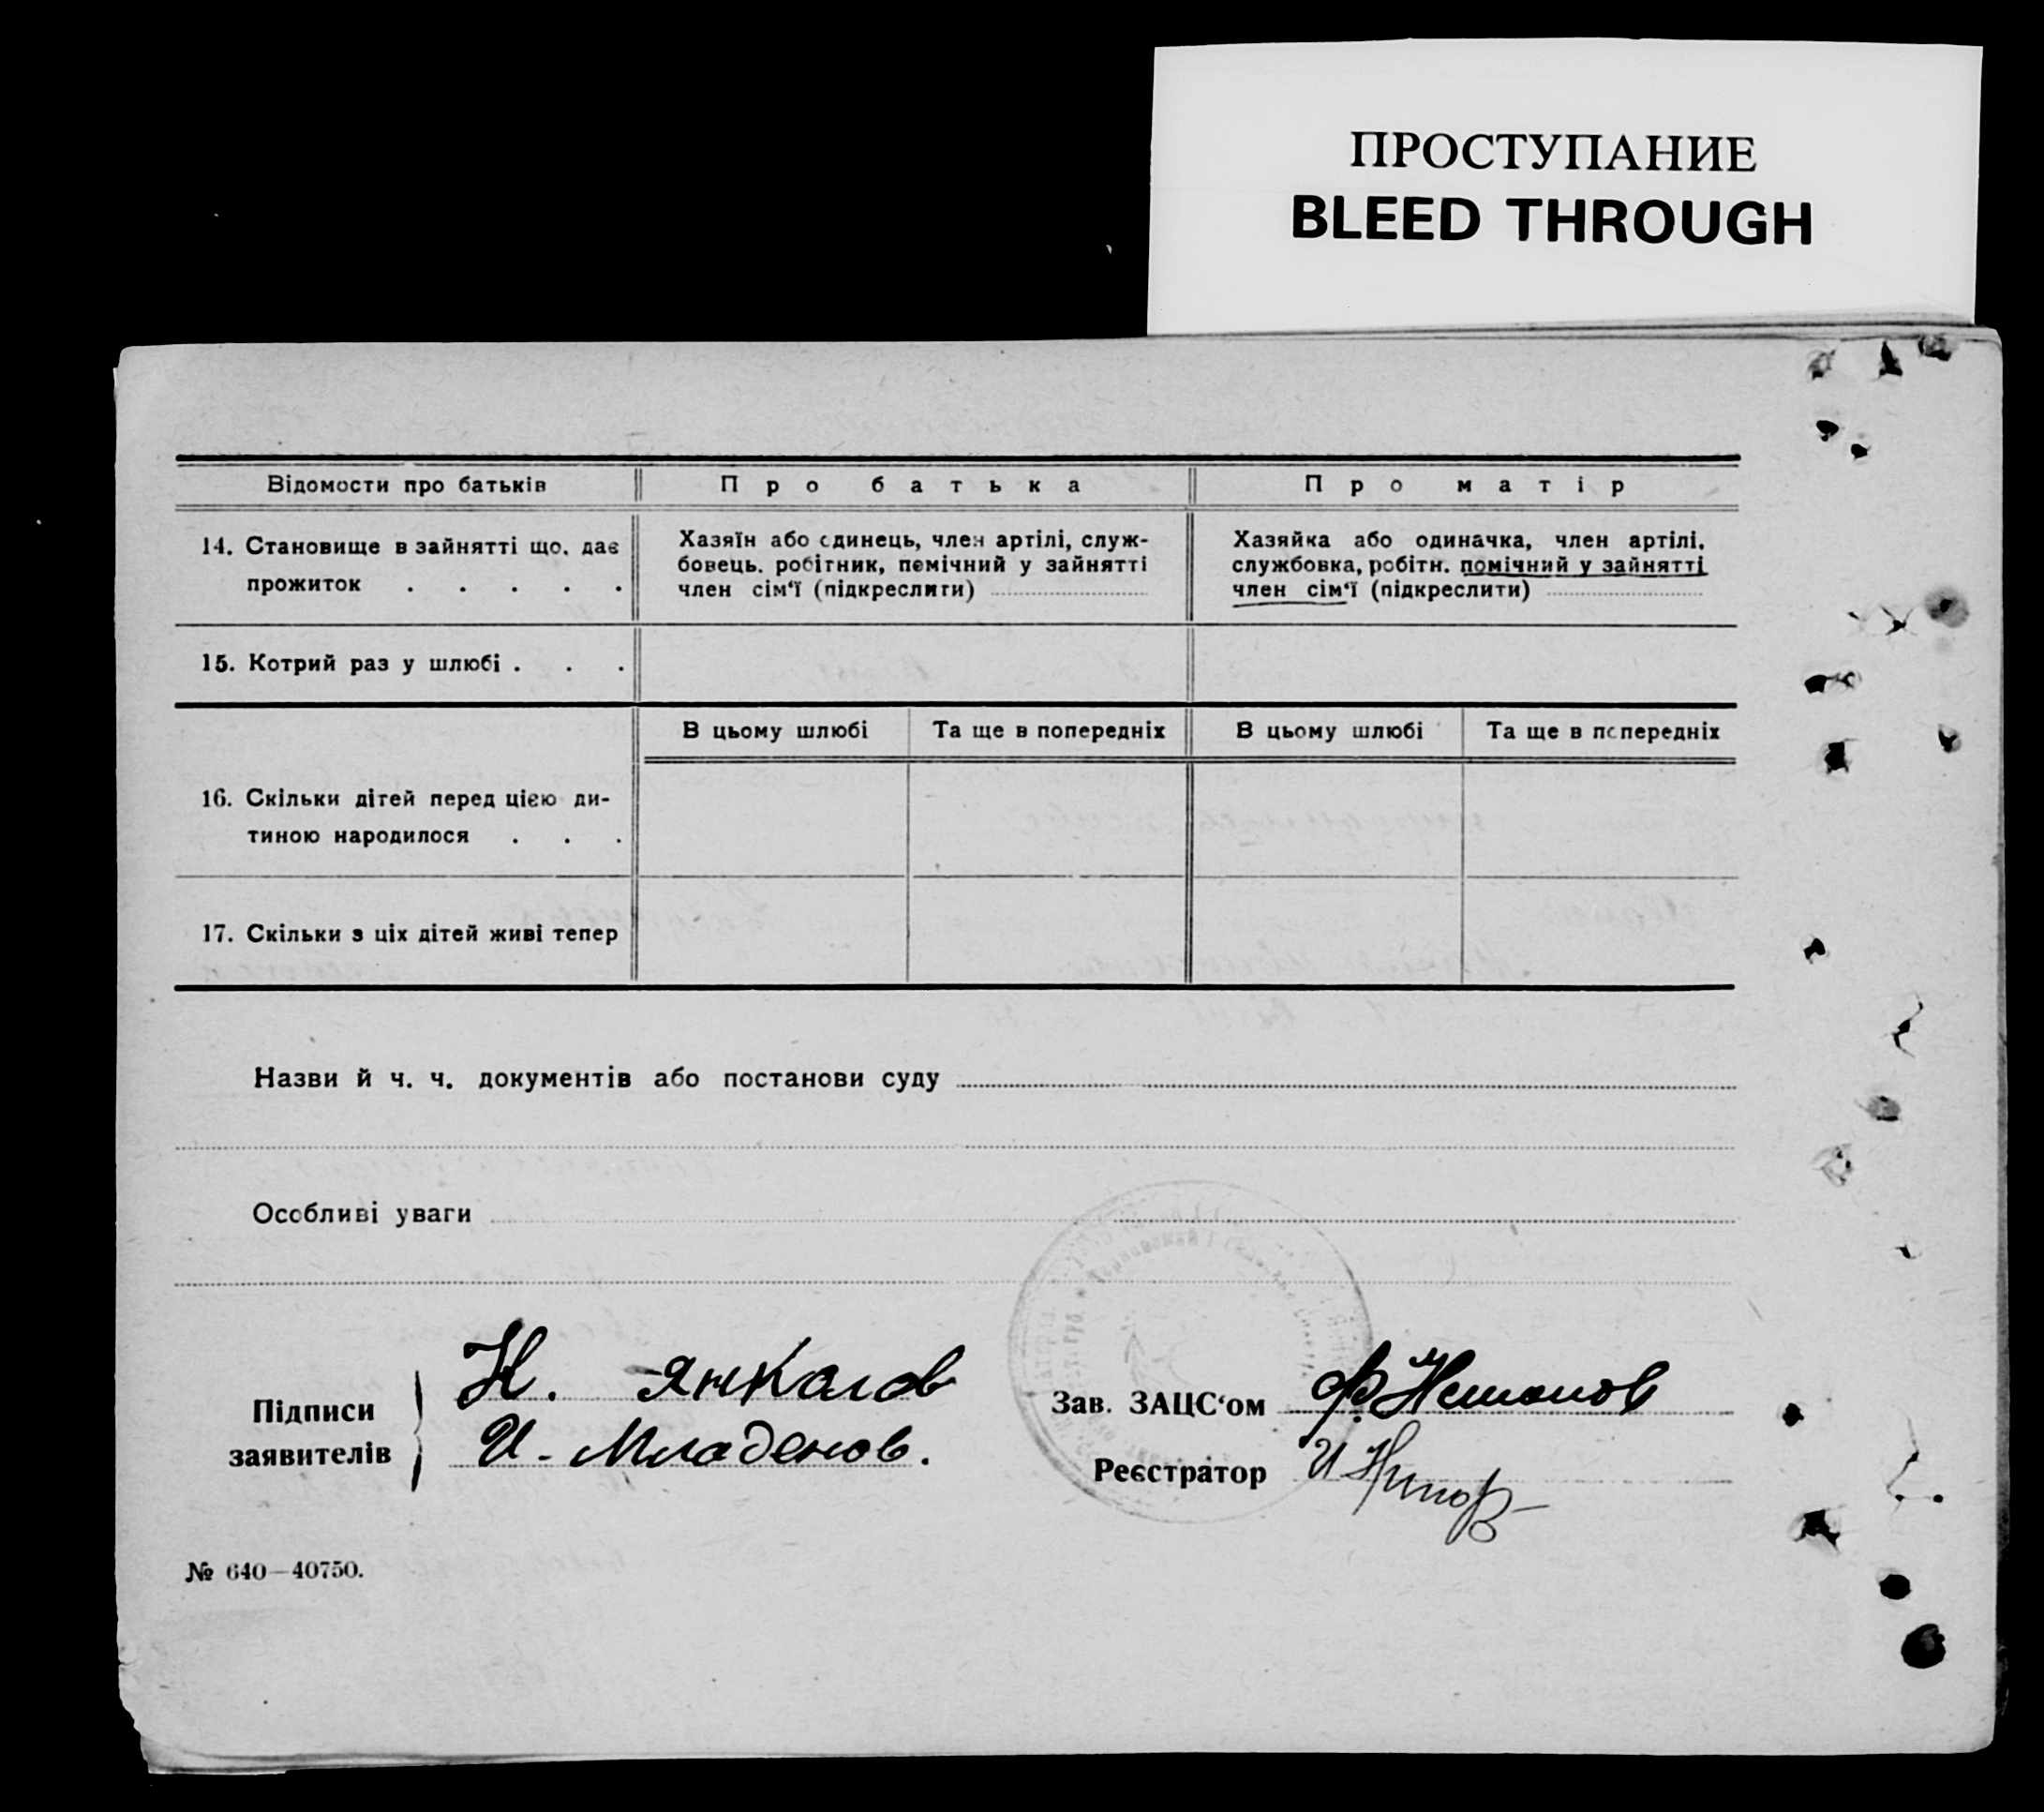 ПРОСТУПАНИЕ
BLEED THROUGH
Відомости про батьків
Про батька
Про матір
14. Становище в зайнятті що, дає
прожиток . . . . .
Хазяїн або єдинець, член артілі, служ-
бовець. робітник, помічний у зайнятті
член сім'ї (підкреслити)
Хазяйка або одиначка, член артілі,
службовка, робітн. помічний у зайнятті
член сім'ї (підкреслити)
15. Котрий раз у шлюбі . . .
В цьому шлюбі
Та ще в попередніх
В цьому шлюбі
Та ще в попередніх
16. Скільки дітей перед цією ди-
тиною народилося . . .
17. Скільки з ціх дітей живі тепер
Назви й ч. ч. документів або постанови суду
Особливі уваги
Підписи
заявителів
Н. Янкалов
И. Младенов.
Зав. ЗАЦС'ом
Реєстратор
№ 640—40750.